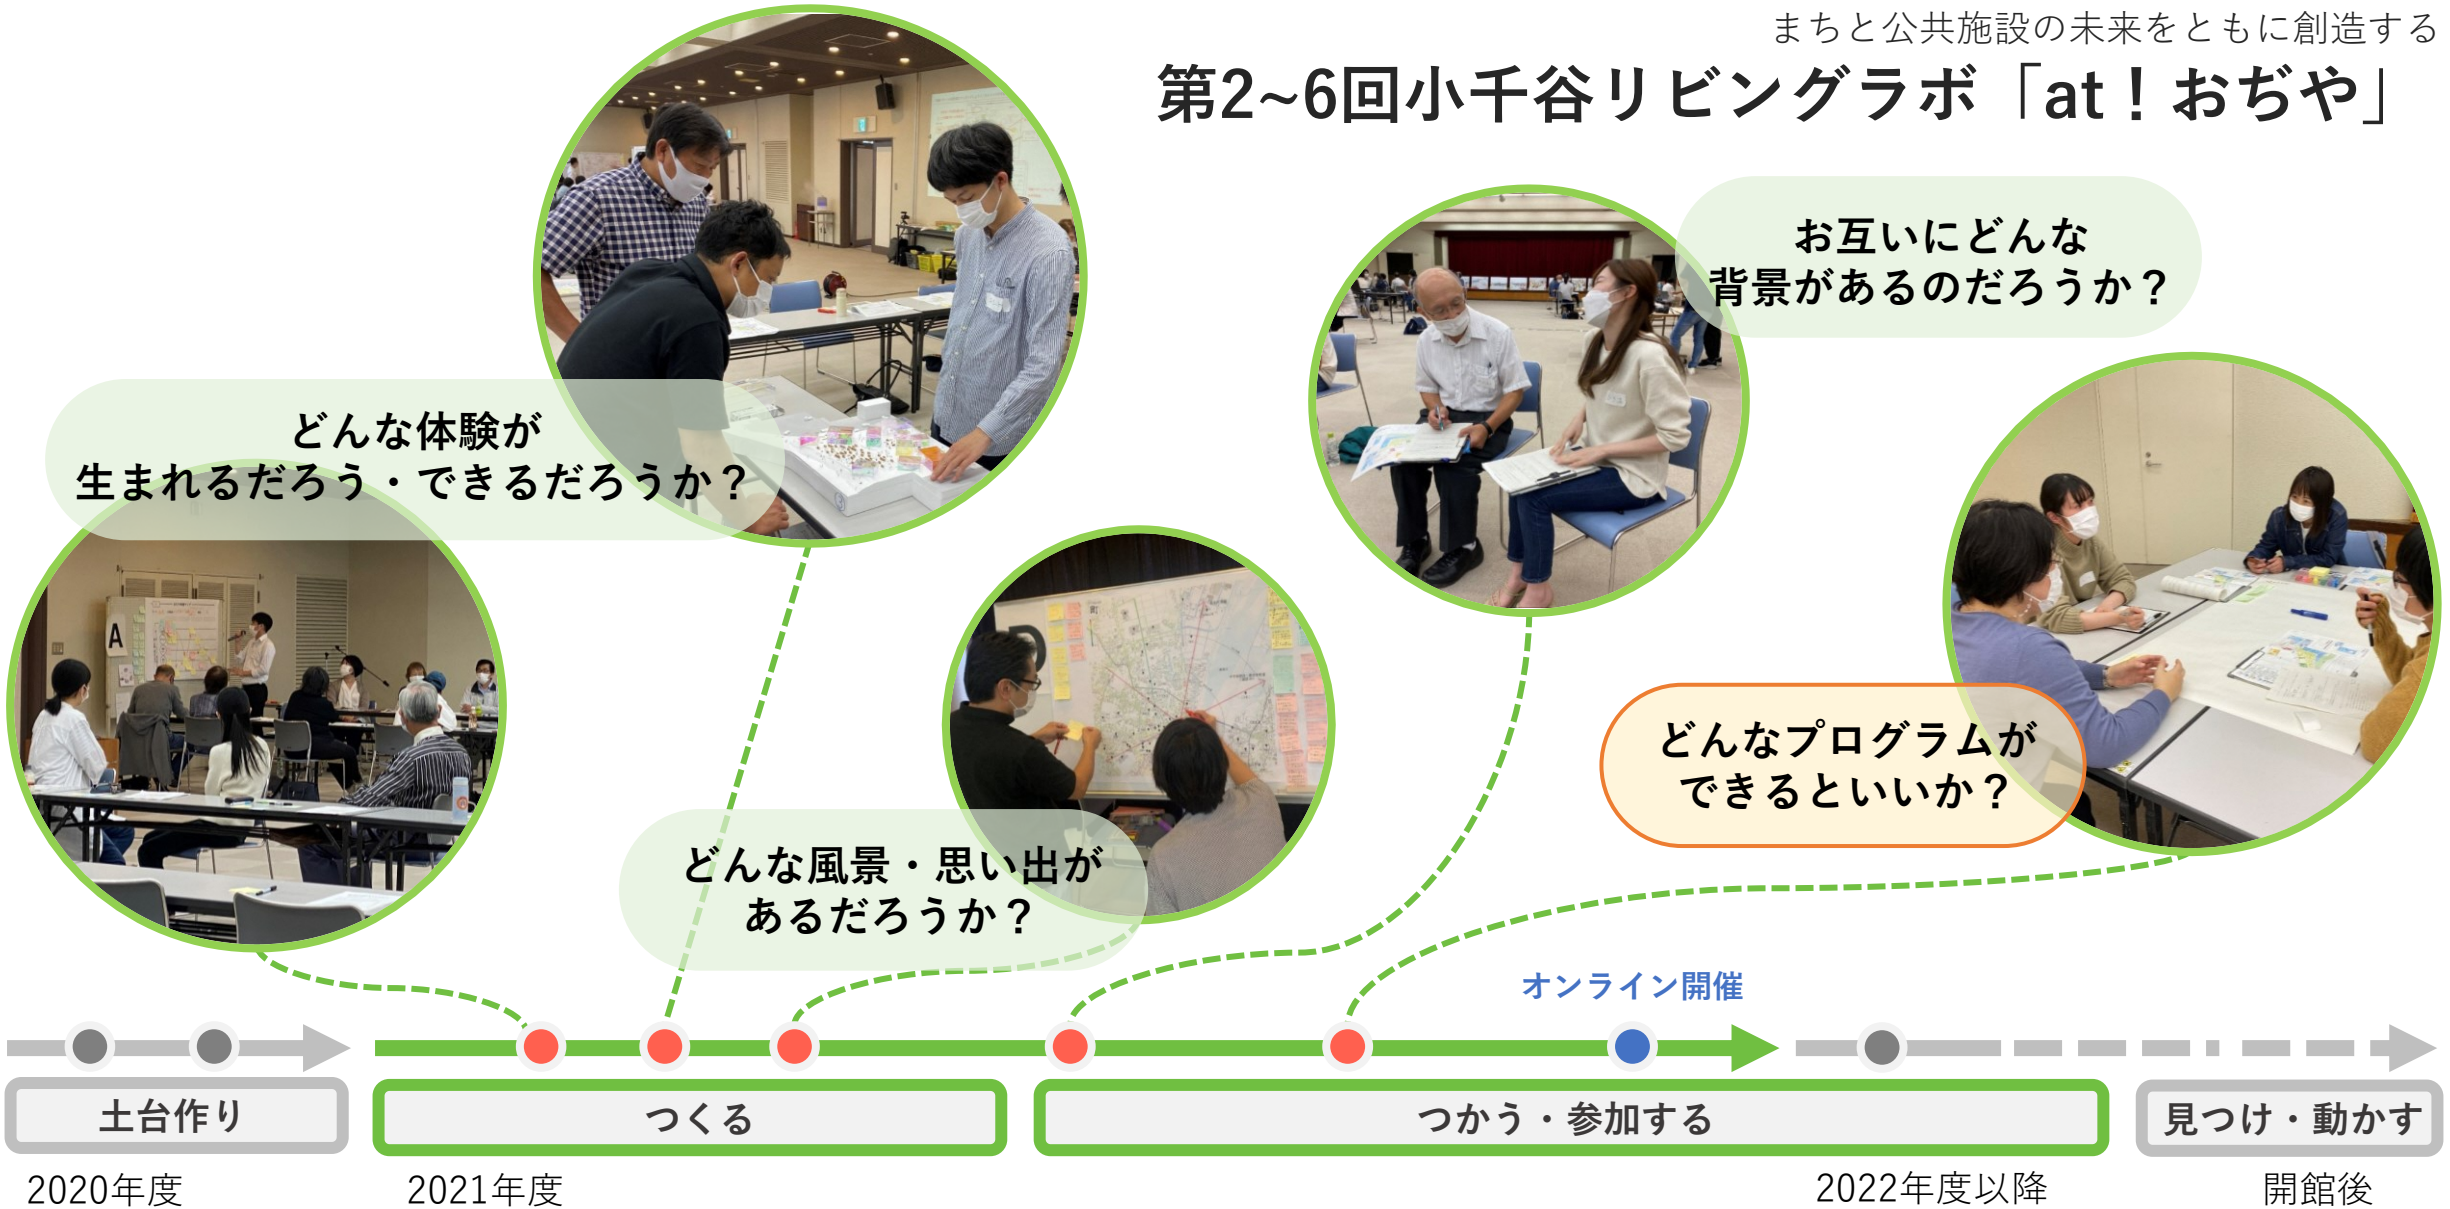 まちと公共施設の未来をともに創造する
第2~6回小千谷リビングラボ「at！おぢや」
お互いにどんな
背景があるのだろうか？
どんな体験が
生まれるだろう・できるだろうか？
どんなプログラムが
できるといいか？
どんな風景・思い出が
あるだろうか？
A
D
オンライン開催
土台作り
つくる
つかう・参加する
見つけ・動かす
2020年度
2021年度
2022年度以降
開館後